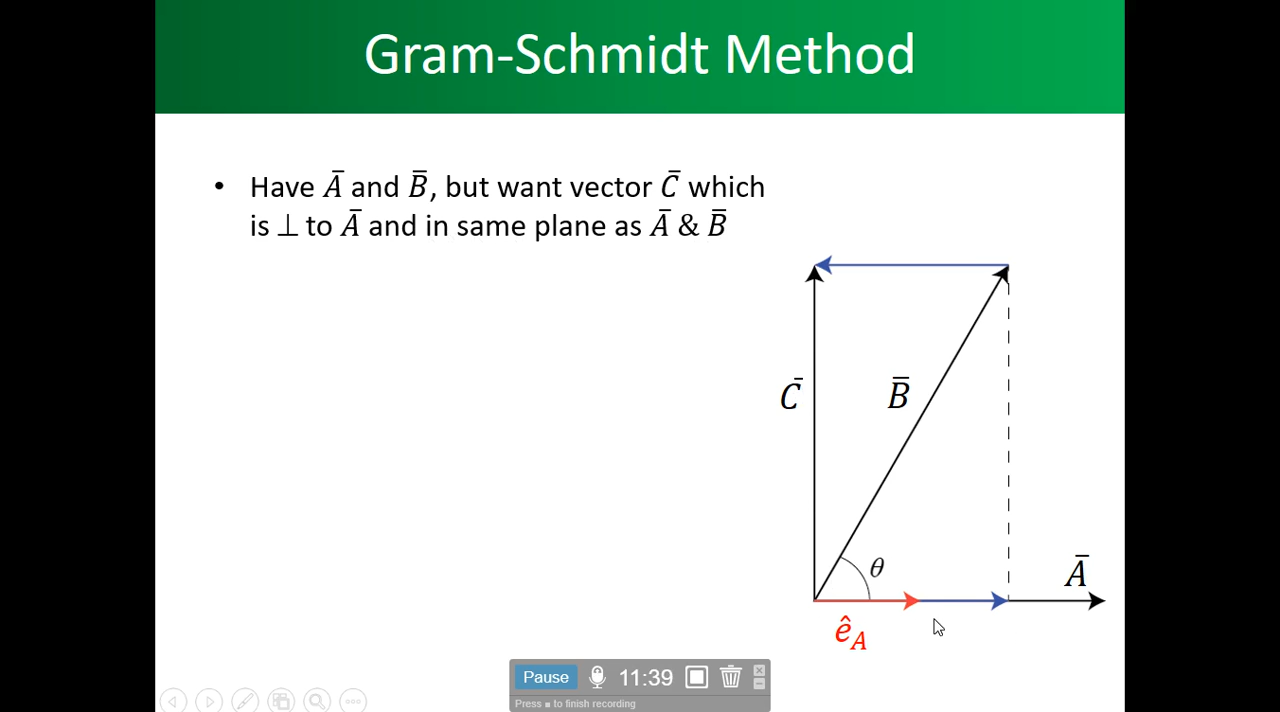 Gram-Schmidt Method
• Have Ā and B̄, but want vector C̄ which
is ⊥ to Ā and in same plane as Ā & B̄
C̄
B̄
θ
Ā
ê_A
Pause 11:39
Press ■ to finish recording